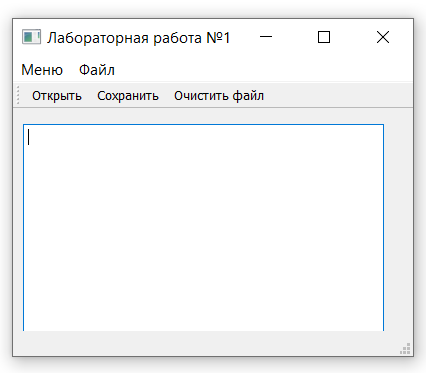 Лабораторная работа №1
Меню Файл
Открыть Сохранить Очистить файл